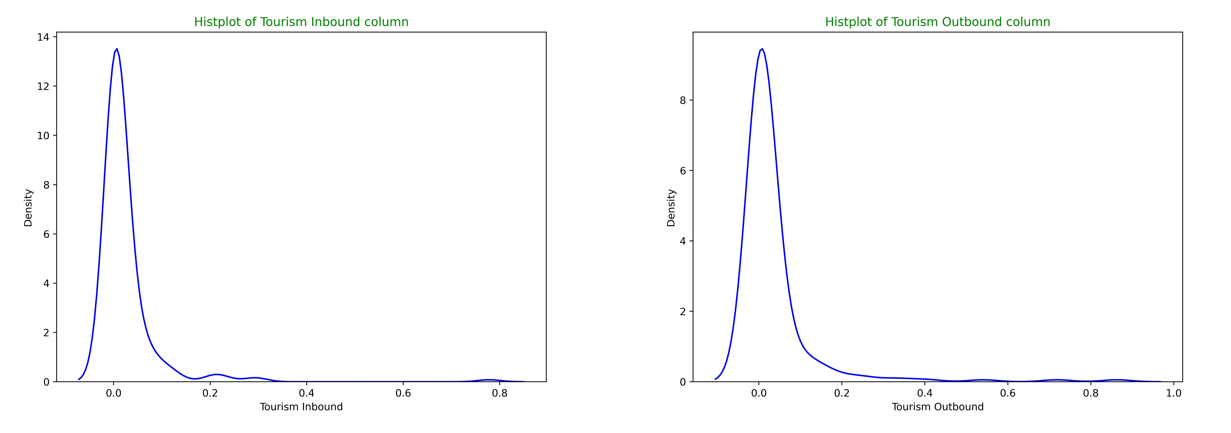 Histplot of Tourism Inbound column
14
12
10
8
6
4
2
0
Density
0.0 0.2 0.4 0.6 0.8
Tourism Inbound
Histplot of Tourism Outbound column
8
6
4
2
0
Density
0.0 0.2 0.4 0.6 0.8 1.0
Tourism Outbound